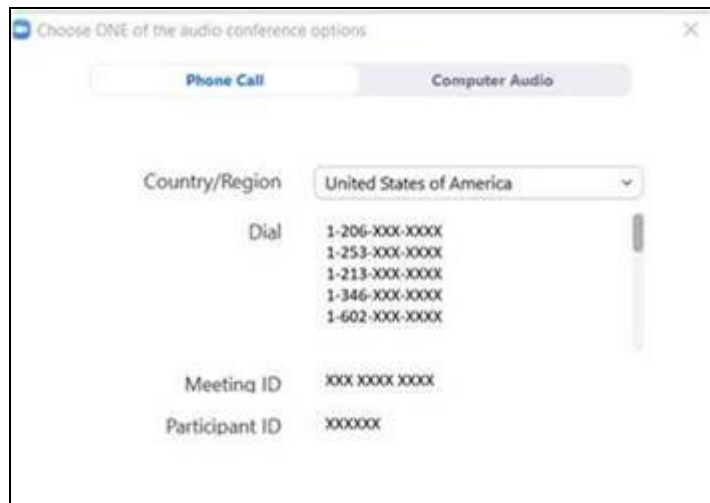 Choose ONE of the audio conference options
Phone Call
Computer Audio
Country/Region
United States of America
Dial
1-206-XXX-XXXX
1-253-XXX-XXXX
1-213-XXX-XXXX
1-346-XXX-XXXX
1-602-XXX-XXXX
Meeting ID
XXX XXXX XXXX
Participant ID
XXXXXX